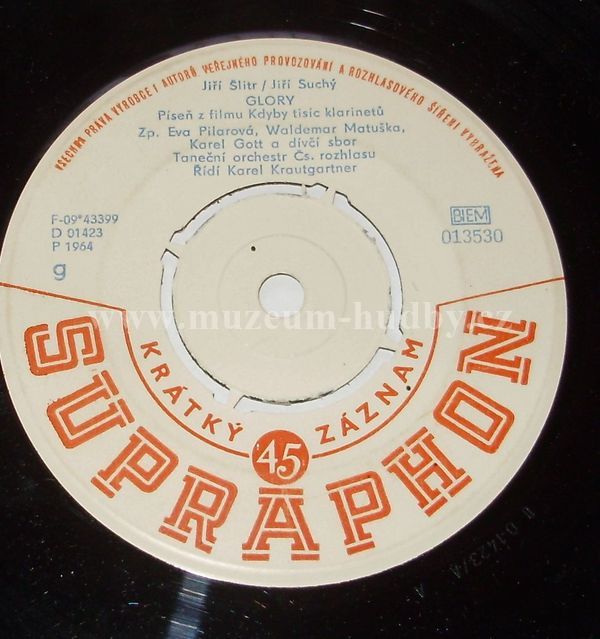 VŠECHNA PRÁVA VÝROBCE I AUTORŮ VEŘEJNÉHO PROVOZOVÁNÍ A ROZHLASOVÉHO ŠÍŘENÍ VYHRAŽENA
Jiří Šlitr / Jiří Suchý
GLORY
Píseň z filmu Kdyby tisíc klarinetů
Zp. Eva Pilarová, Waldemar Matuška,
Karel Gott a dívčí sbor
Taneční orchestr Čs. rozhlasu
Řídí Karel Krautgartner
F-09*43399
D 01423
P 1964
g
BIEM
013530
www.muzeum-hudby.cz
KRÁTKÝ 45 ZÁZNAM
SUPRAPHON